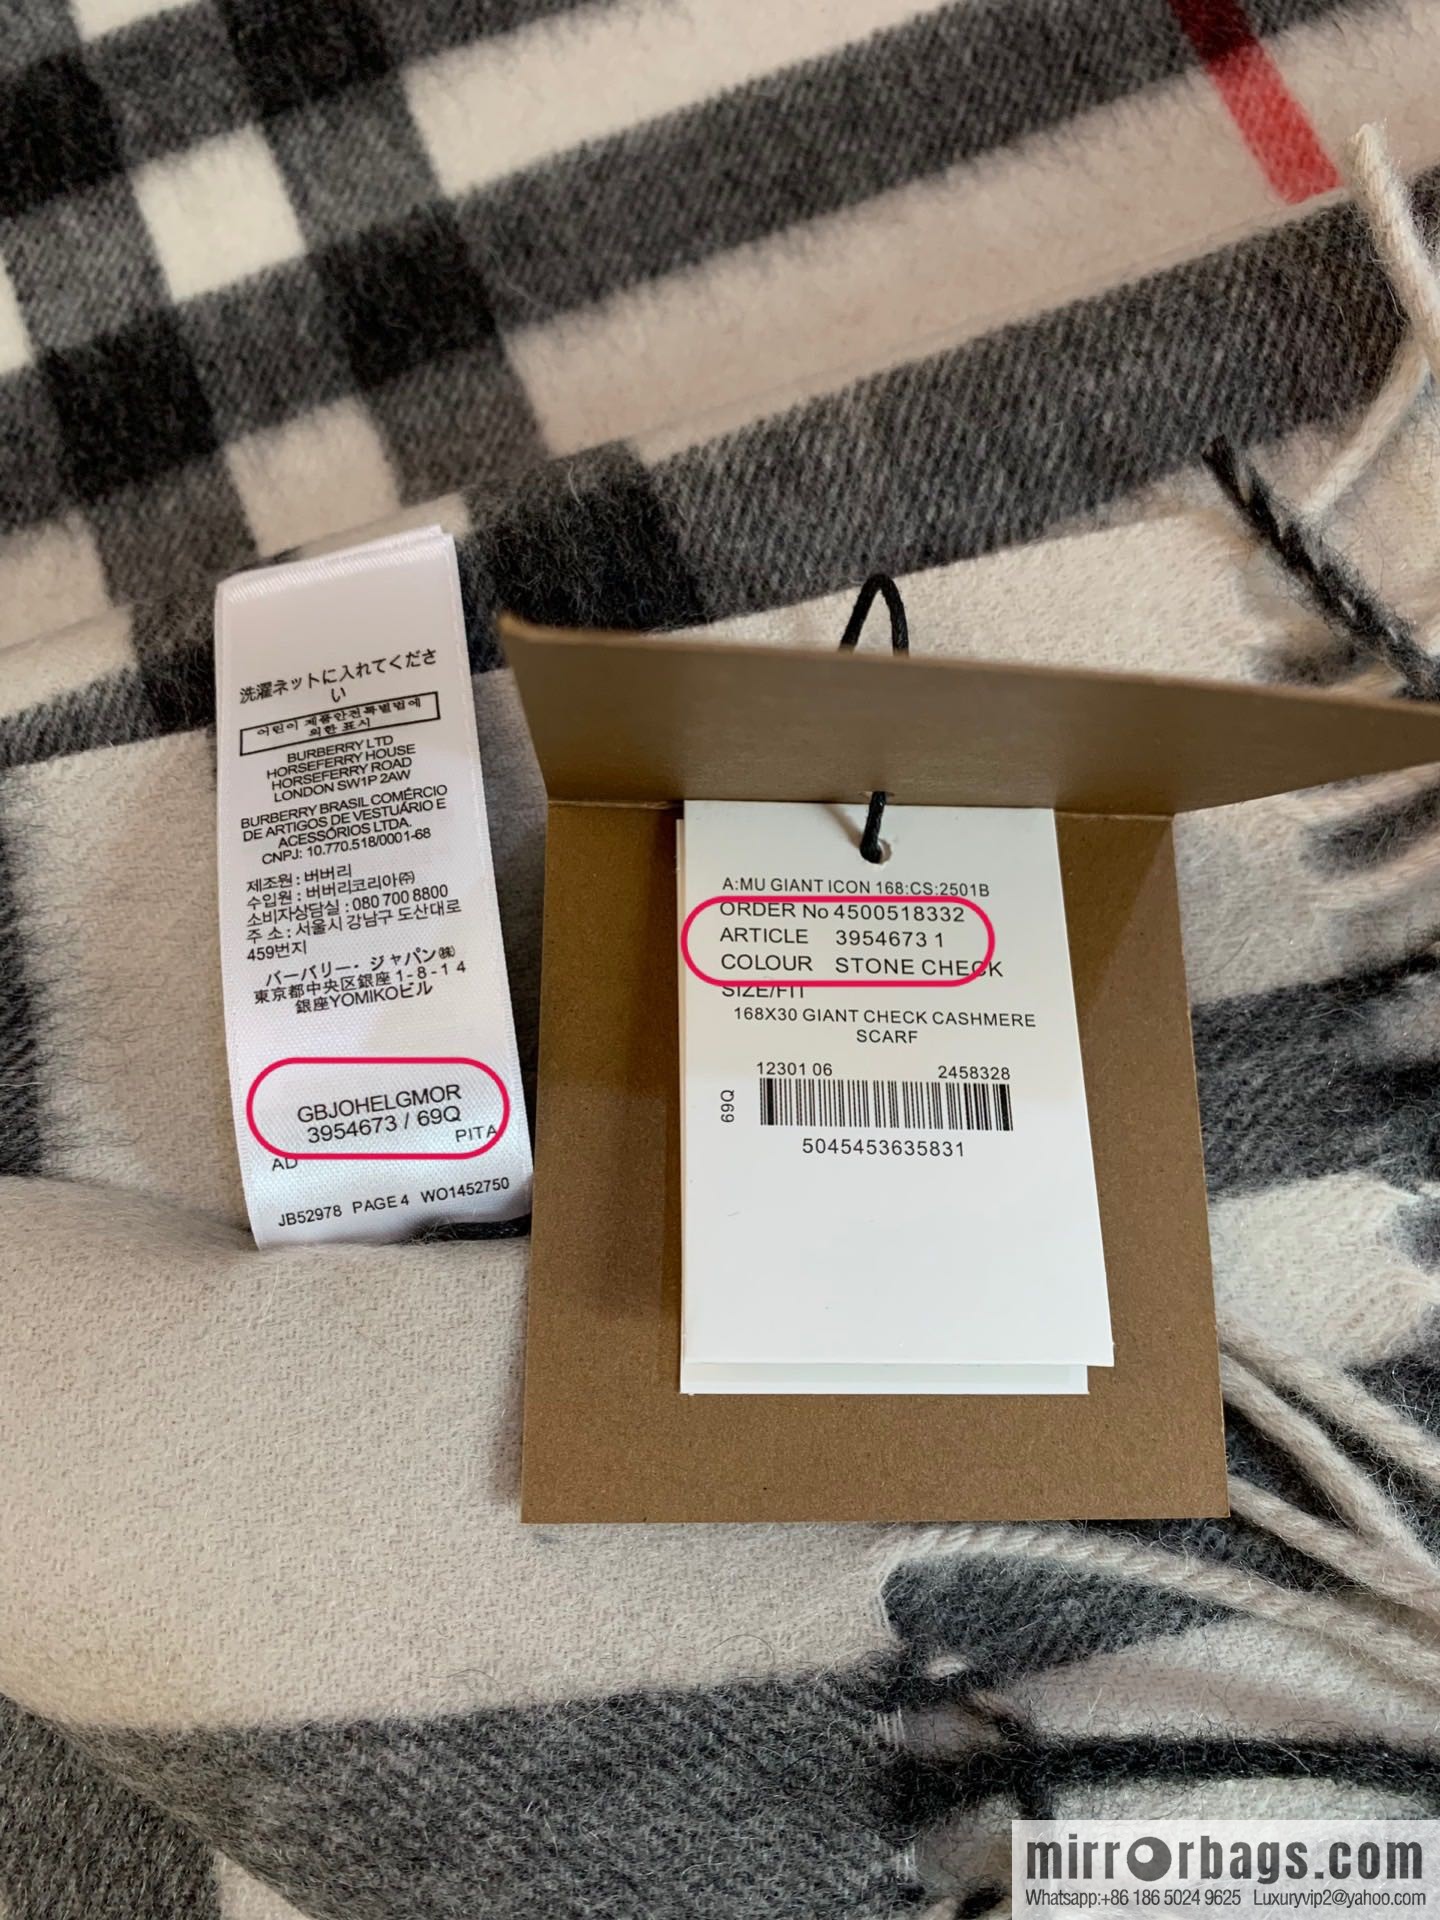 洗濯ネットに入れてくださ
い
어린이 제품안전특별법에
의한 표시
BURBERRY LTD
HORSEFERRY HOUSE
HORSEFERRY ROAD
LONDON SW1P 2AW
BURBERRY BRASIL COMÉRCIO
DE ARTIGOS DE VESTUÁRIO E
ACESSÓRIOS LTDA.
CNPJ: 10.770.518/0001-68
제조원 : 버버리
수입원 : 버버리코리아㈜
소비자상담실 : 080 700 8800
주 소 : 서울시 강남구 도산대로
459번지
バーバリー・ジャパン㈱
東京都中央区銀座1-8-14
銀座YOMIKOビル
GBJOHELGMOR
3954673 / 69Q
PITA
AD
JB52978 PAGE 4 WO1452750
A:MU GIANT ICON 168:CS:2501B
ORDER No 4500518332
ARTICLE 3954673 1
COLOUR STONE CHECK
SIZE/FIT
168X30 GIANT CHECK CASHMERE
SCARF
12301 06 2458328
69Q
5045453635831
mirrorbags.com
Whatsapp:+86 186 5024 9625 Luxuryvip2@yahoo.com